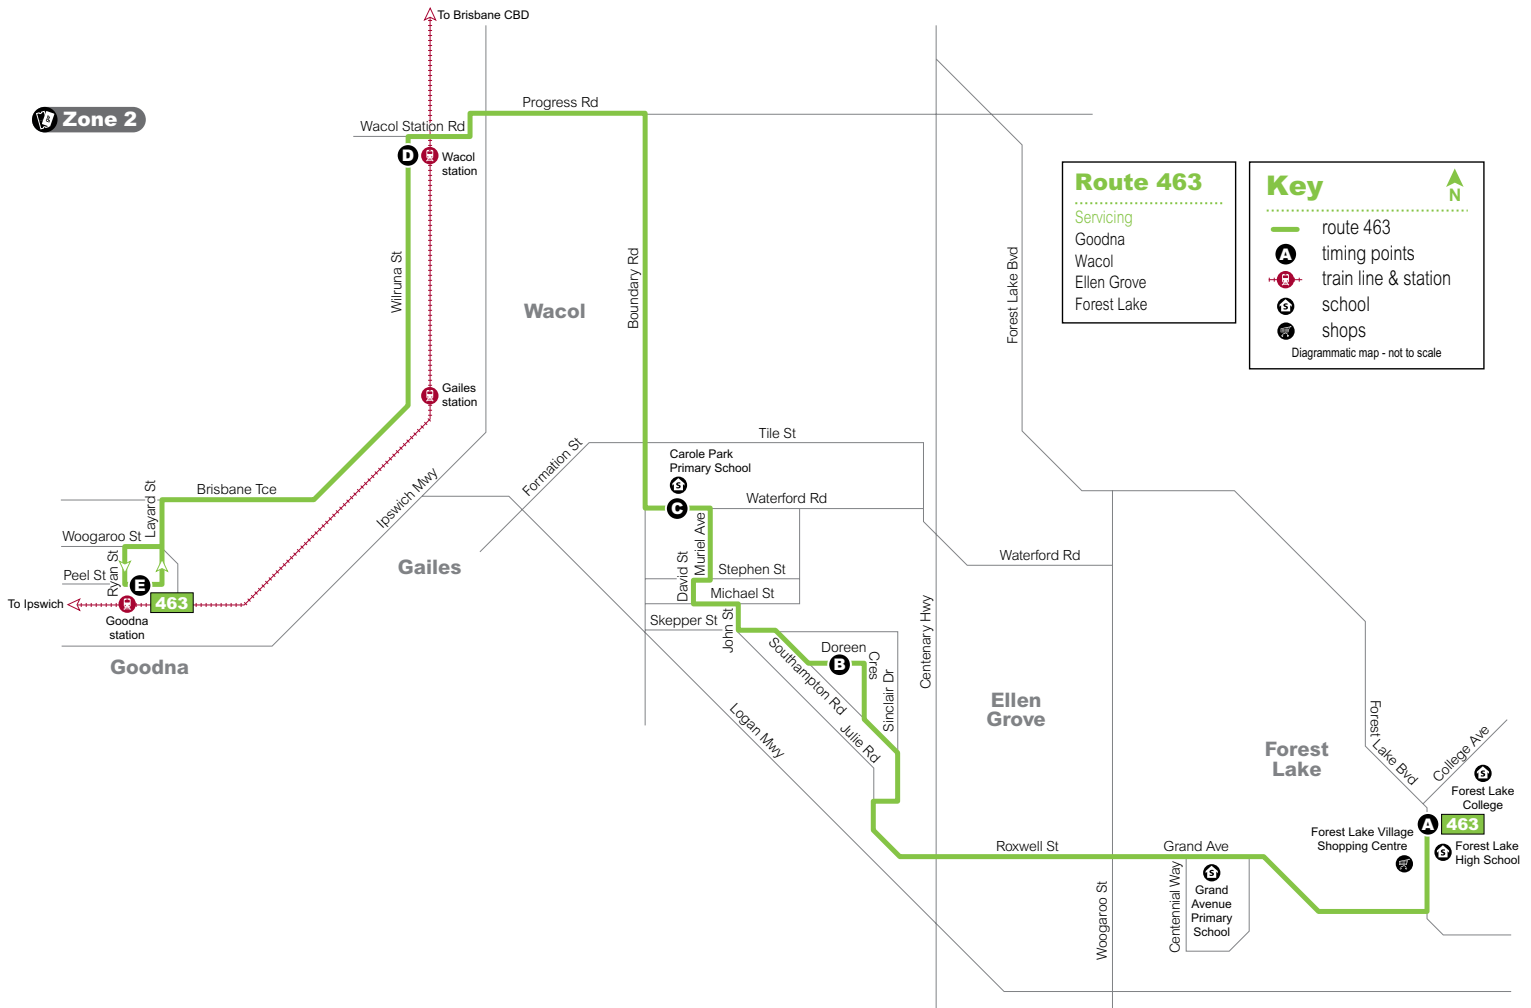 To Brisbane CBD
Zone 2
Progress Rd
Wacol Station Rd
D
Wacol
station
Route 463
Servicing
Goodna
Wacol
Ellen Grove
Forest Lake
Key
N
route 463
A
timing points
train line & station
S
school
shops
Diagrammatic map - not to scale
Wilruna St
Boundary Rd
Forest Lake Bvd
Wacol
Gailes
station
Tile St
Formation St
Carole Park
Primary School
S
C
Waterford Rd
Ipswich Mwy
Brisbane Tce
Layard St
Woogaroo St
Ryan St
Peel St
E
To Ipswich
463
Goodna
station
Goodna
Gailes
Muriel Ave
David St
Stephen St
Michael St
Skepper St
John St
Waterford Rd
Centenary Hwy
Southampton Rd
Doreen
Cres
B
Sinclair Dr
Julie Rd
Logan Mwy
Ellen
Grove
Forest
Lake
Forest Lake Bvd
College Ave
S
Forest Lake
College
A
463
Forest Lake Village
Shopping Centre
S
Forest Lake
High School
Roxwell St
Grand Ave
Woogaroo St
Centennial Way
S
Grand
Avenue
Primary
School